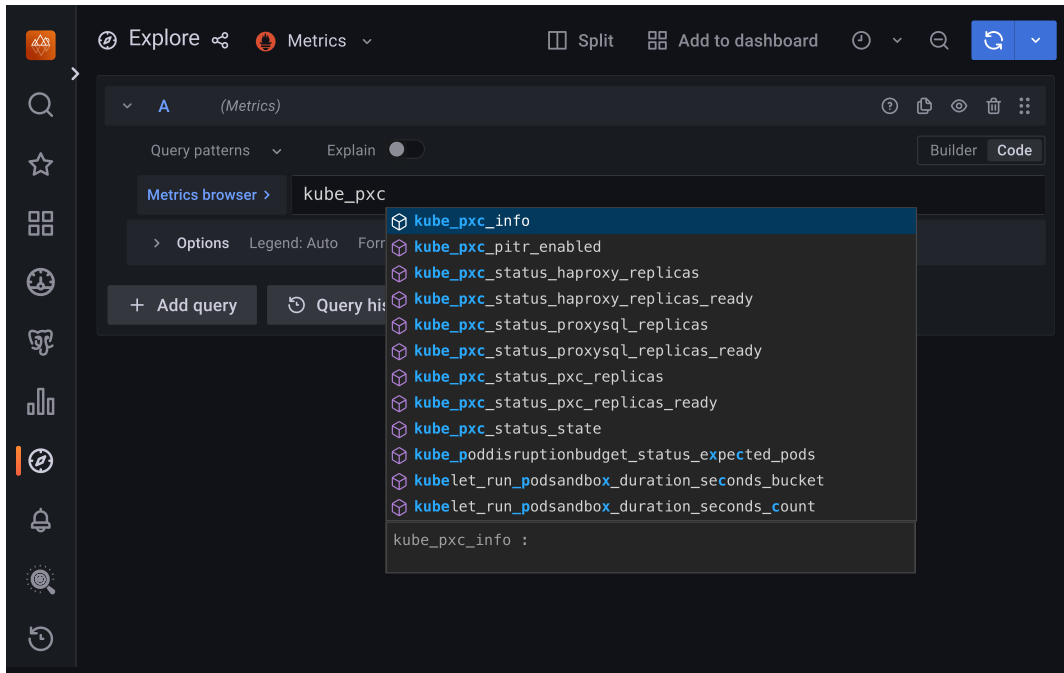 Explore
Metrics
Split
Add to dashboard
A
(Metrics)
Query patterns
Explain
Builder
Code
Metrics browser >
kube_pxc
> Options Legend: Auto
+ Add query
kube_pxc_info
kube_pxc_pitr_enabled
kube_pxc_status_haproxy_replicas
kube_pxc_status_haproxy_replicas_ready
kube_pxc_status_proxysql_replicas
kube_pxc_status_proxysql_replicas_ready
kube_pxc_status_pxc_replicas
kube_pxc_status_pxc_replicas_ready
kube_pxc_status_state
kube_poddisruptionbudget_status_expected_pods
kubelet_run_podsandbox_duration_seconds_bucket
kubelet_run_podsandbox_duration_seconds_count
kube_pxc_info :